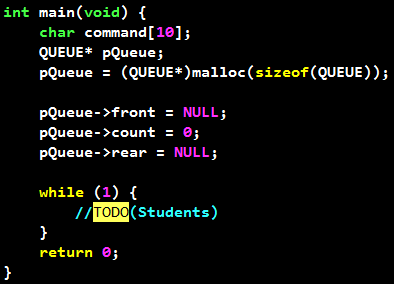 int main(void) {
    char command[10];
    QUEUE* pQueue;
    pQueue = (QUEUE*)malloc(sizeof(QUEUE));

    pQueue->front = NULL;
    pQueue->count = 0;
    pQueue->rear = NULL;

    while (1) {
        //TODO(Students)
    }
    return 0;
}